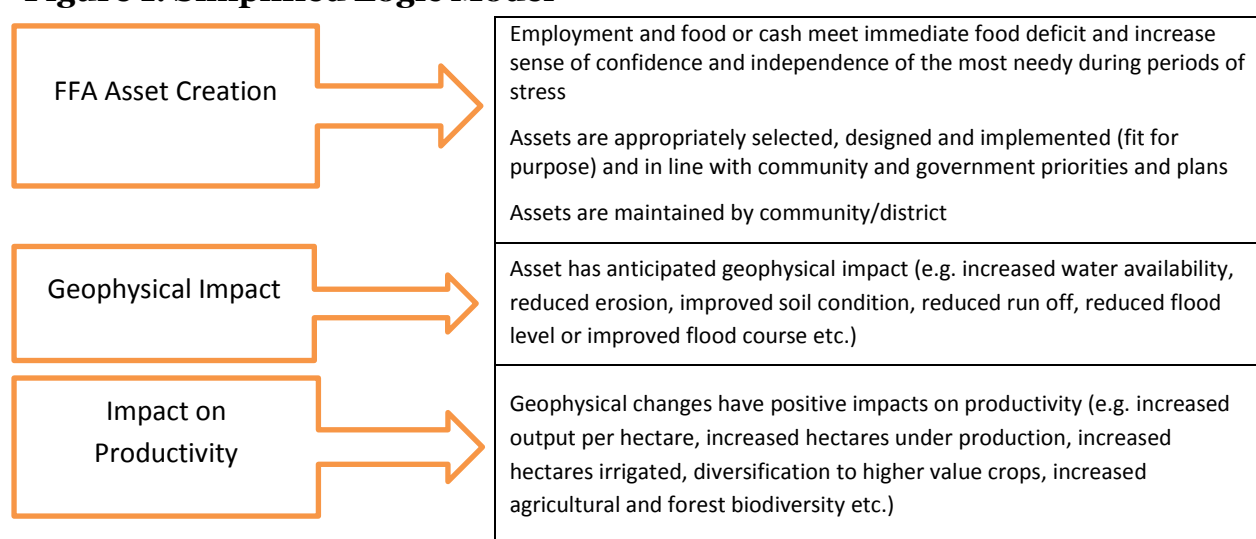 Figure 1: Simplified Logic Model
FFA Asset Creation
Employment and food or cash meet immediate food deficit and increase
sense of confidence and independence of the most needy during periods of
stress
Assets are appropriately selected, designed and implemented (fit for
purpose) and in line with community and government priorities and plans
Assets are maintained by community/district
Geophysical Impact
Asset has anticipated geophysical impact (e.g. increased water availability,
reduced erosion, improved soil condition, reduced run off, reduced flood
level or improved flood course etc.)
Impact on
Productivity
Geophysical changes have positive impacts on productivity (e.g. increased
output per hectare, increased hectares under production, increased
hectares irrigated, diversification to higher value crops, increased
agricultural and forest biodiversity etc.)